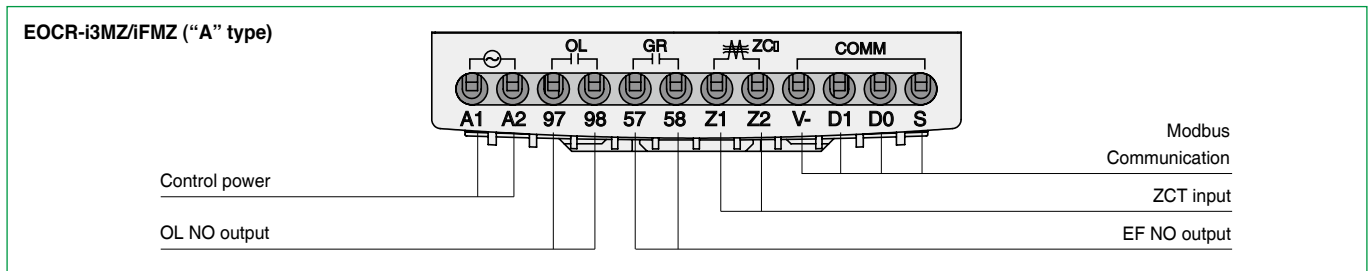 EOCR-i3MZ/iFMZ (“A” type)
OL GR ZC COMM
A1 A2 97 98 57 58 Z1 Z2 V- D1 D0 S
Modbus
Communication
Control power
ZCT input
OL NO output
EF NO output